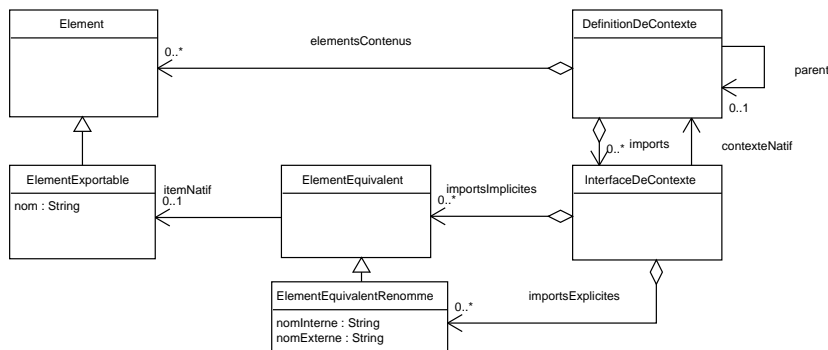 Element
DefinitionDeContexte
elementsContenus
0..*
parent
0..1
0..*
imports
contexteNatif
ElementExportable
nom : String
itemNatif
0..1
ElementEquivalent
importsImplicites
0..*
InterfaceDeContexte
ElementEquivalentRenomme
nomInterne : String
nomExterne : String
0..*
importsExplicites